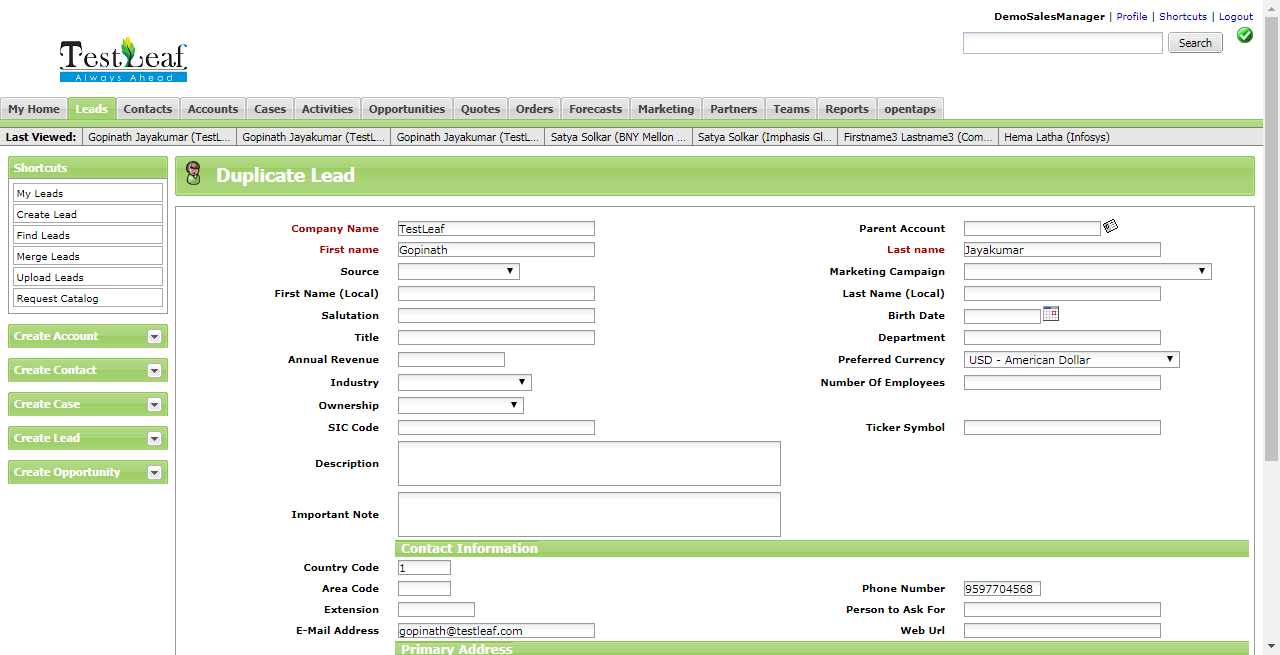 DemoSalesManager | Profile | Shortcuts | Logout
TestLeaf
Always Ahead
Search
My Home Leads Contacts Accounts Cases Activities Opportunities Quotes Orders Forecasts Marketing Partners Teams Reports opentaps
Last Viewed: Gopinath Jayakumar (TestL... Gopinath Jayakumar (TestL... Gopinath Jayakumar (TestL... Satya Solkar (BNY Mellon ... Satya Solkar (Imphasis Gl... Firstname3 Lastname3 (Com... Hema Latha (Infosys)
Shortcuts
My Leads
Create Lead
Find Leads
Merge Leads
Upload Leads
Request Catalog
Create Account
Create Contact
Create Case
Create Lead
Create Opportunity
Duplicate Lead
Company Name TestLeaf Parent Account
First name Gopinath Last name Jayakumar
Source Marketing Campaign
First Name (Local) Last Name (Local)
Salutation Birth Date
Title Department
Annual Revenue Preferred Currency USD - American Dollar
Industry Number Of Employees
Ownership
SIC Code Ticker Symbol
Description
Important Note
Contact Information
Country Code 1
Area Code Phone Number 9597704568
Extension Person to Ask For
E-Mail Address gopinath@testleaf.com Web Url
Primary Address